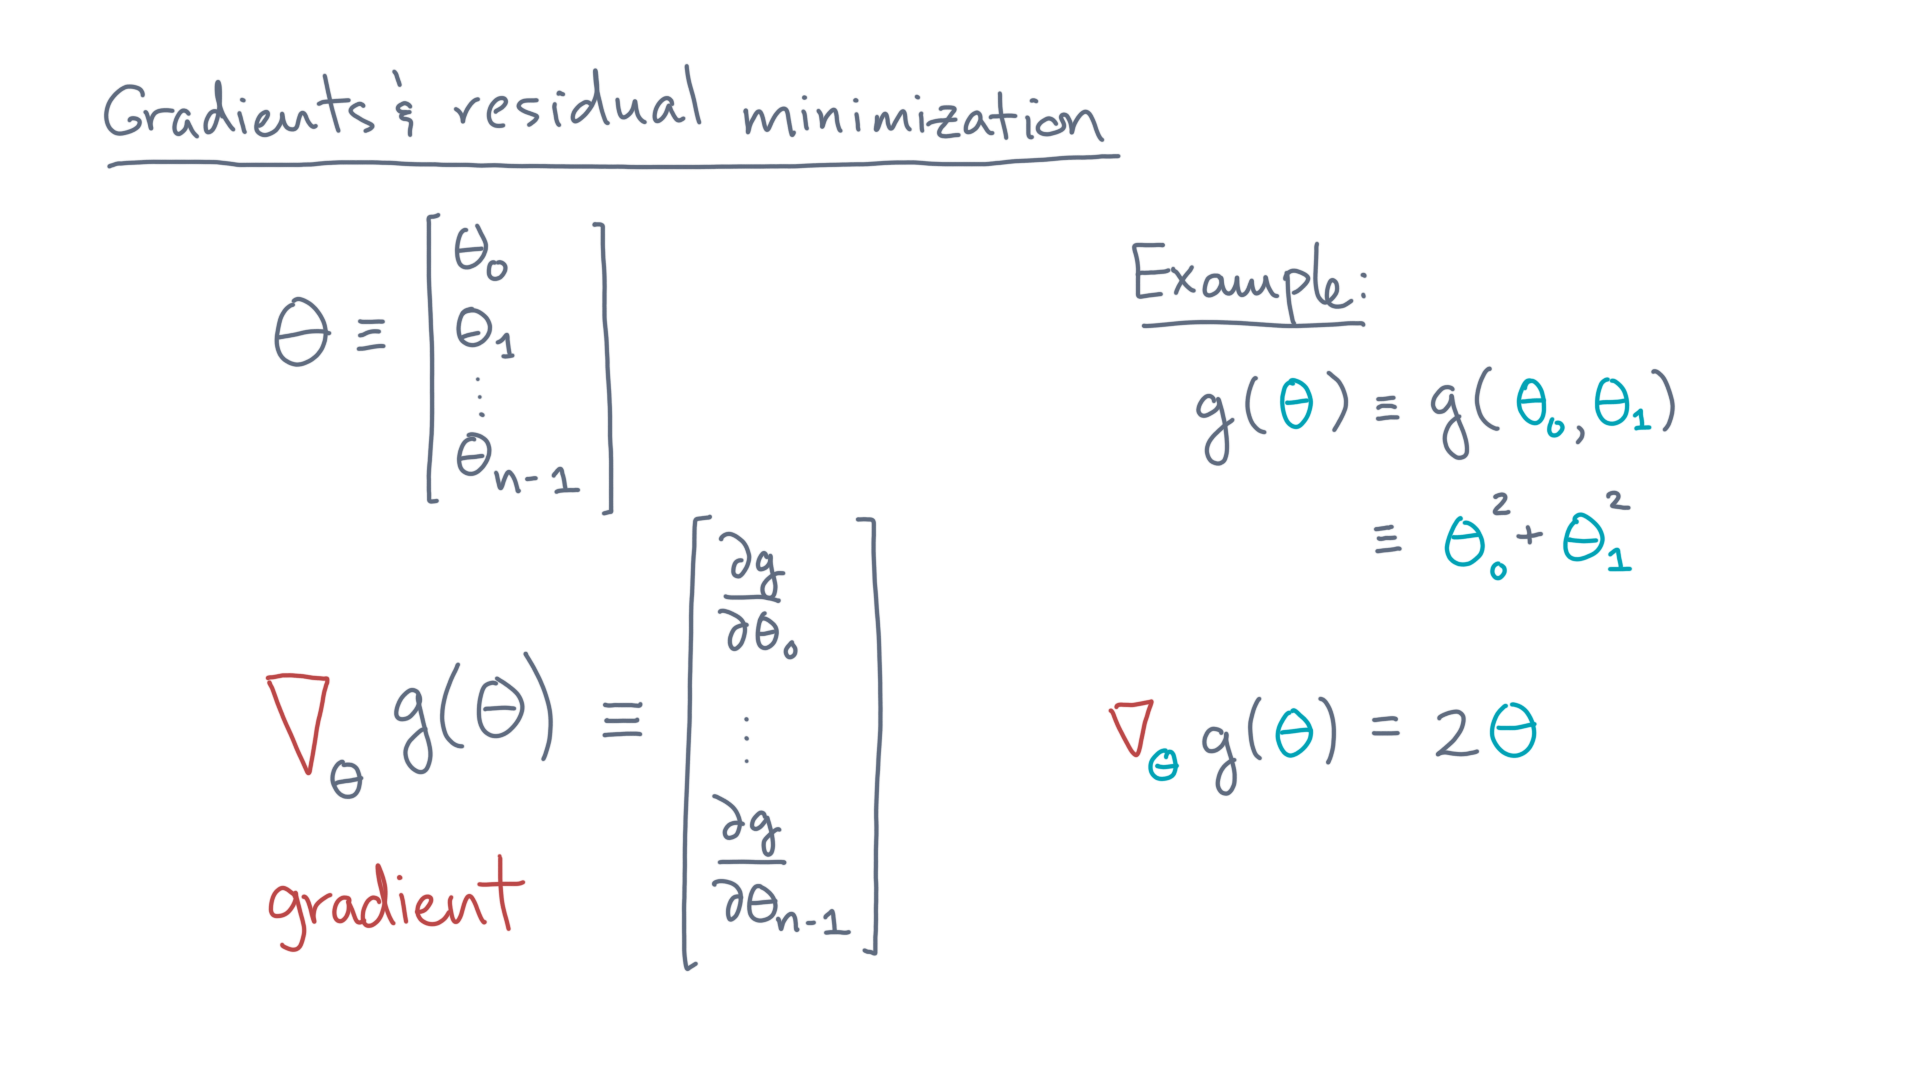 Gradients & residual minimization
θ ≡ [ θ₀
θ₁
⋮
θₙ₋₁ ]
∇_θ g(θ) ≡ [ ∂g/∂θ₀
⋮
∂g/∂θₙ₋₁ ]
gradient
Example:
g(θ) ≡ g(θ₀, θ₁)
≡ θ₀² + θ₁²
∇_θ g(θ) = 2θ